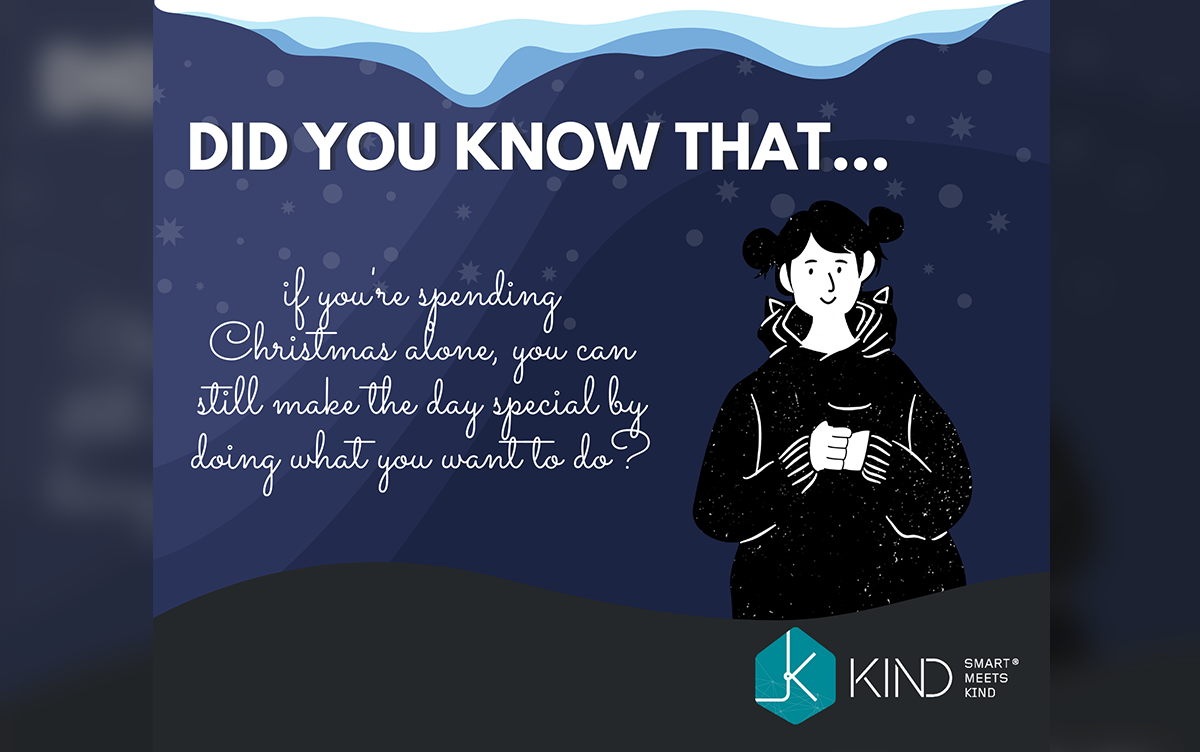 DID YOU KNOW THAT...
if you're spending
Christmas alone, you can
still make the day special by
doing what you want to do?
KIND
SMART®
MEETS
KIND